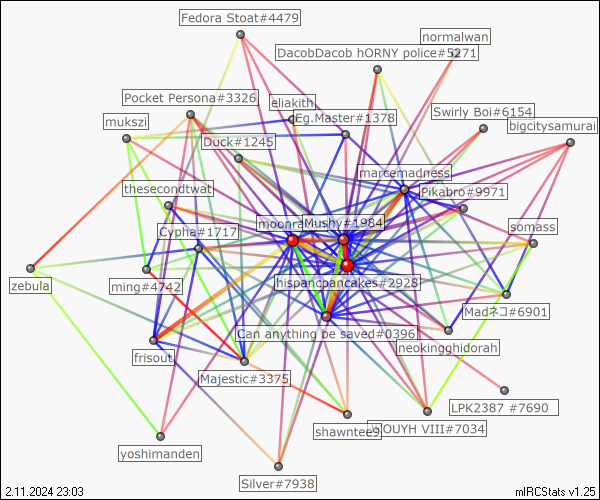 Fedora Stoat#4479
normalwan
DacobDacob hORNY police#5271
Pocket Persona#3326
eliakith
Eg.Master#1378
Swirly Boi#6154
mukszi
bigcitysamurai
Duck#1245
marcemadness
thesecondtwat
Pikabro#9971
moonra
Mushy#1984
somass
Cypha#1717
zebula
ming#4742
hispancpancakes#2928
Madネコ#6901
Can anything be saved#0396
neokingghidorah
frisout
Majestic#3375
LPK2387 #7690
shawntee9
WOUYH VIII#7034
yoshimanden
Silver#7938
2.11.2024 23:03
mIRCStats v1.25